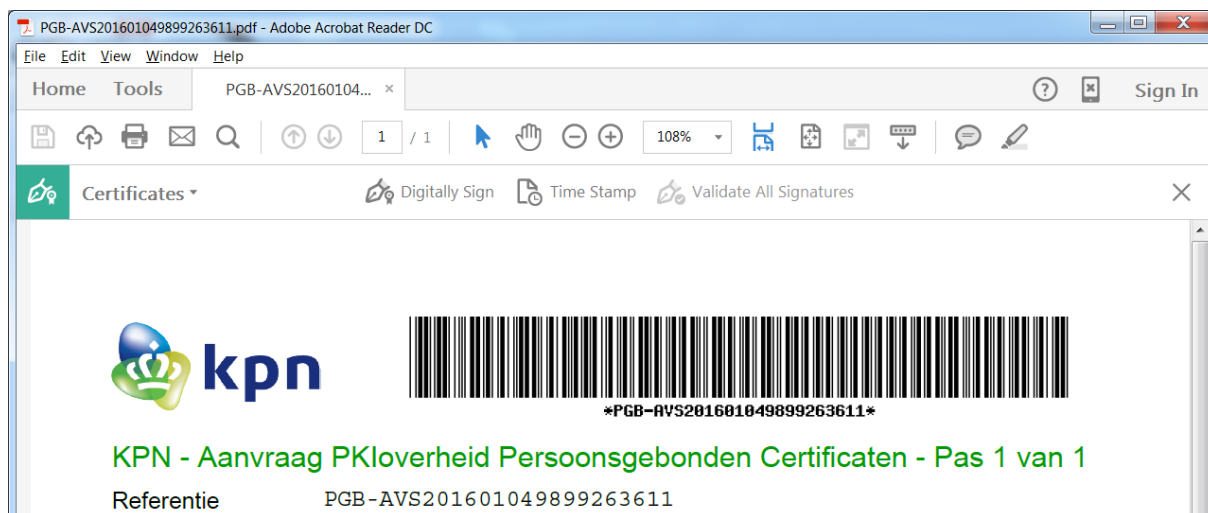 PGB-AVS201601049899263611.pdf - Adobe Acrobat Reader DC
File Edit View Window Help
Home Tools PGB-AVS20160104... × ? Sign In
1 / 1 108%
Certificates Digitally Sign Time Stamp Validate All Signatures
kpn
*PGB-AVS201601049899263611*
KPN - Aanvraag PKIoverheid Persoonsgebonden Certificaten - Pas 1 van 1
Referentie PGB-AVS201601049899263611